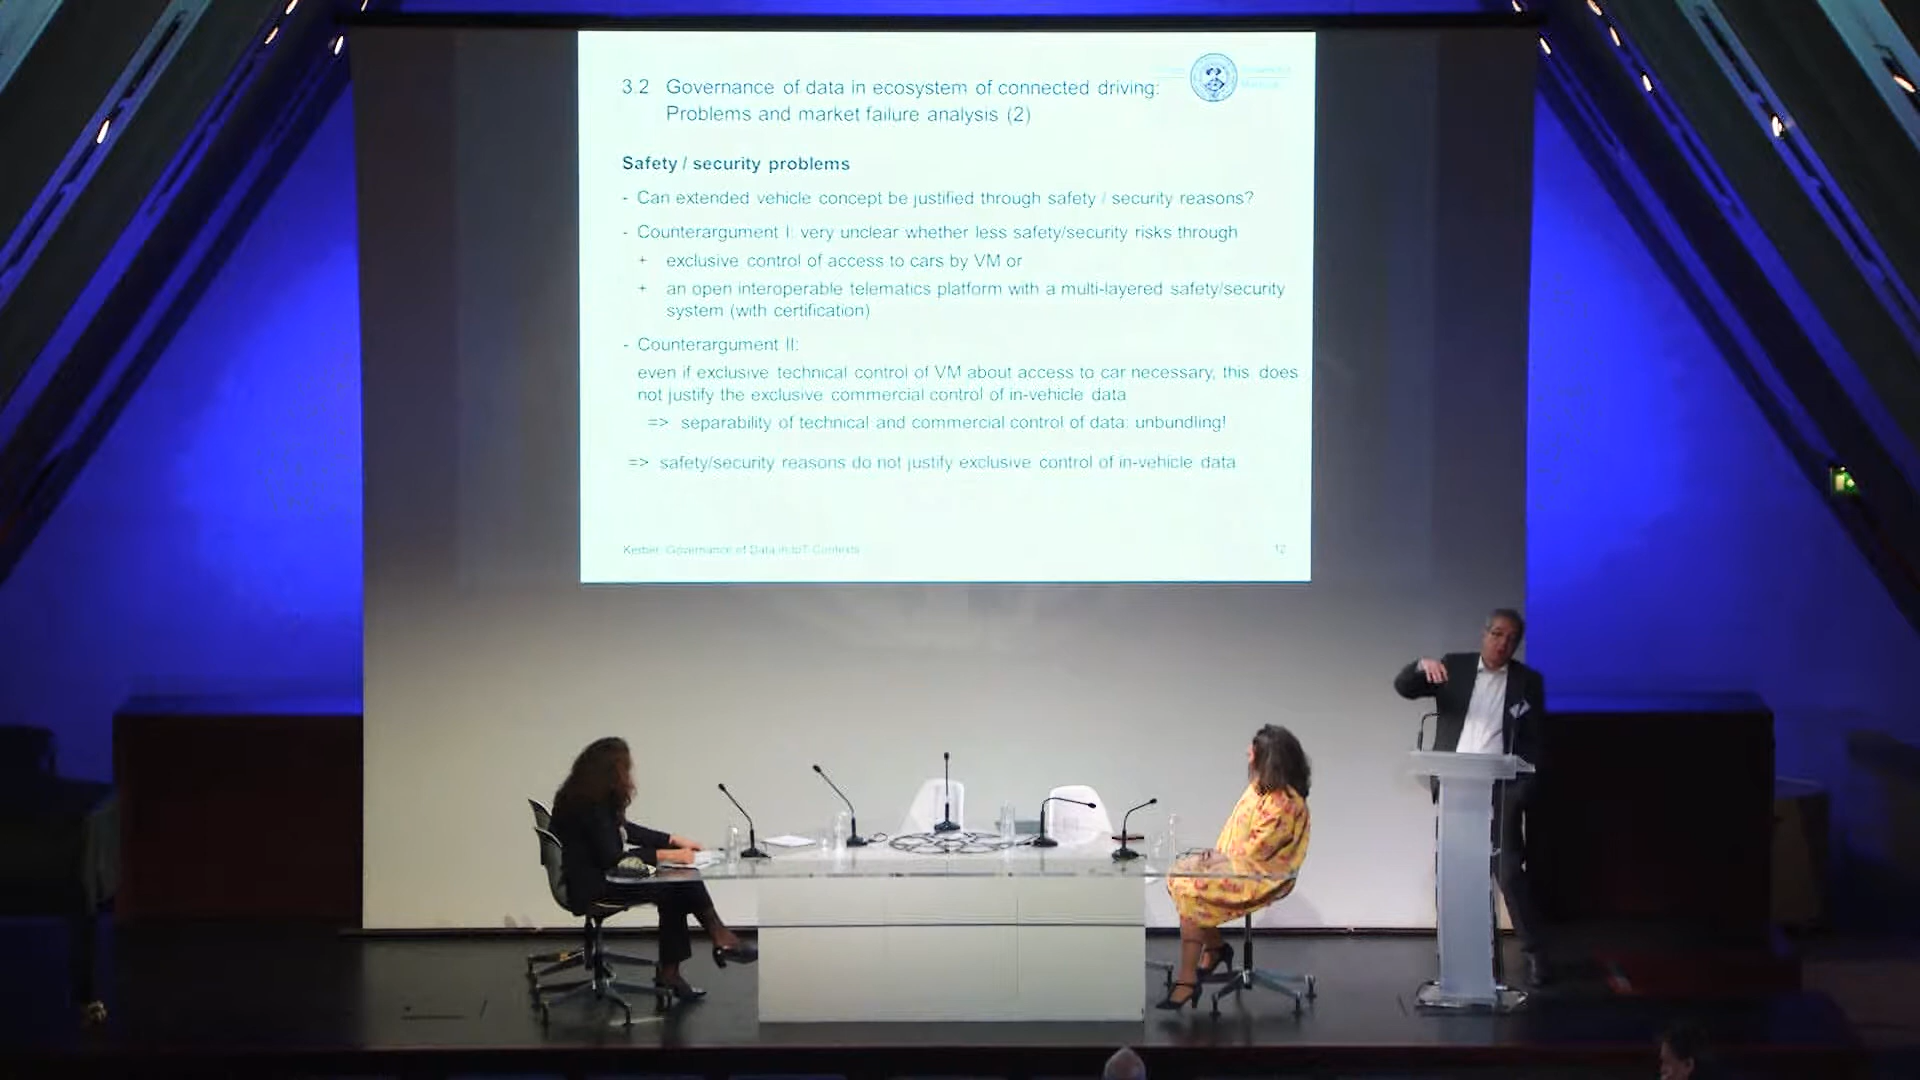 3.2 Governance of data in ecosystem of connected driving:
Problems and market failure analysis (2)
Safety / security problems
- Can extended vehicle concept be justified through safety / security reasons?
- Counterargument I: very unclear whether less safety/security risks through
+ exclusive control of access to cars by VM or
+ an open interoperable telematics platform with a multi-layered safety/security
system (with certification)
- Counterargument II:
even if exclusive technical control of VM about access to car necessary, this does
not justify the exclusive commercial control of in-vehicle data
=> separability of technical and commercial control of data: unbundling!
=> safety/security reasons do not justify exclusive control of in-vehicle data
Kerber: Governance of Data in IoT-Contexts
12